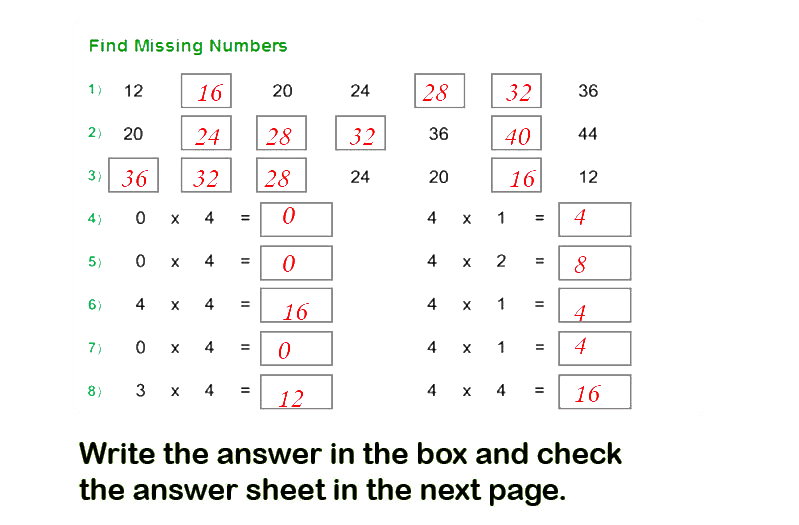 Find Missing Numbers
1) 12 16 20 24 28 32 36
2) 20 24 28 32 36 40 44
3) 36 32 28 24 20 16 12
4) 0 x 4 = 0 4 x 1 = 4
5) 0 x 4 = 0 4 x 2 = 8
6) 4 x 4 = 16 4 x 1 = 4
7) 0 x 4 = 0 4 x 1 = 4
8) 3 x 4 = 12 4 x 4 = 16
Write the answer in the box and check
the answer sheet in the next page.